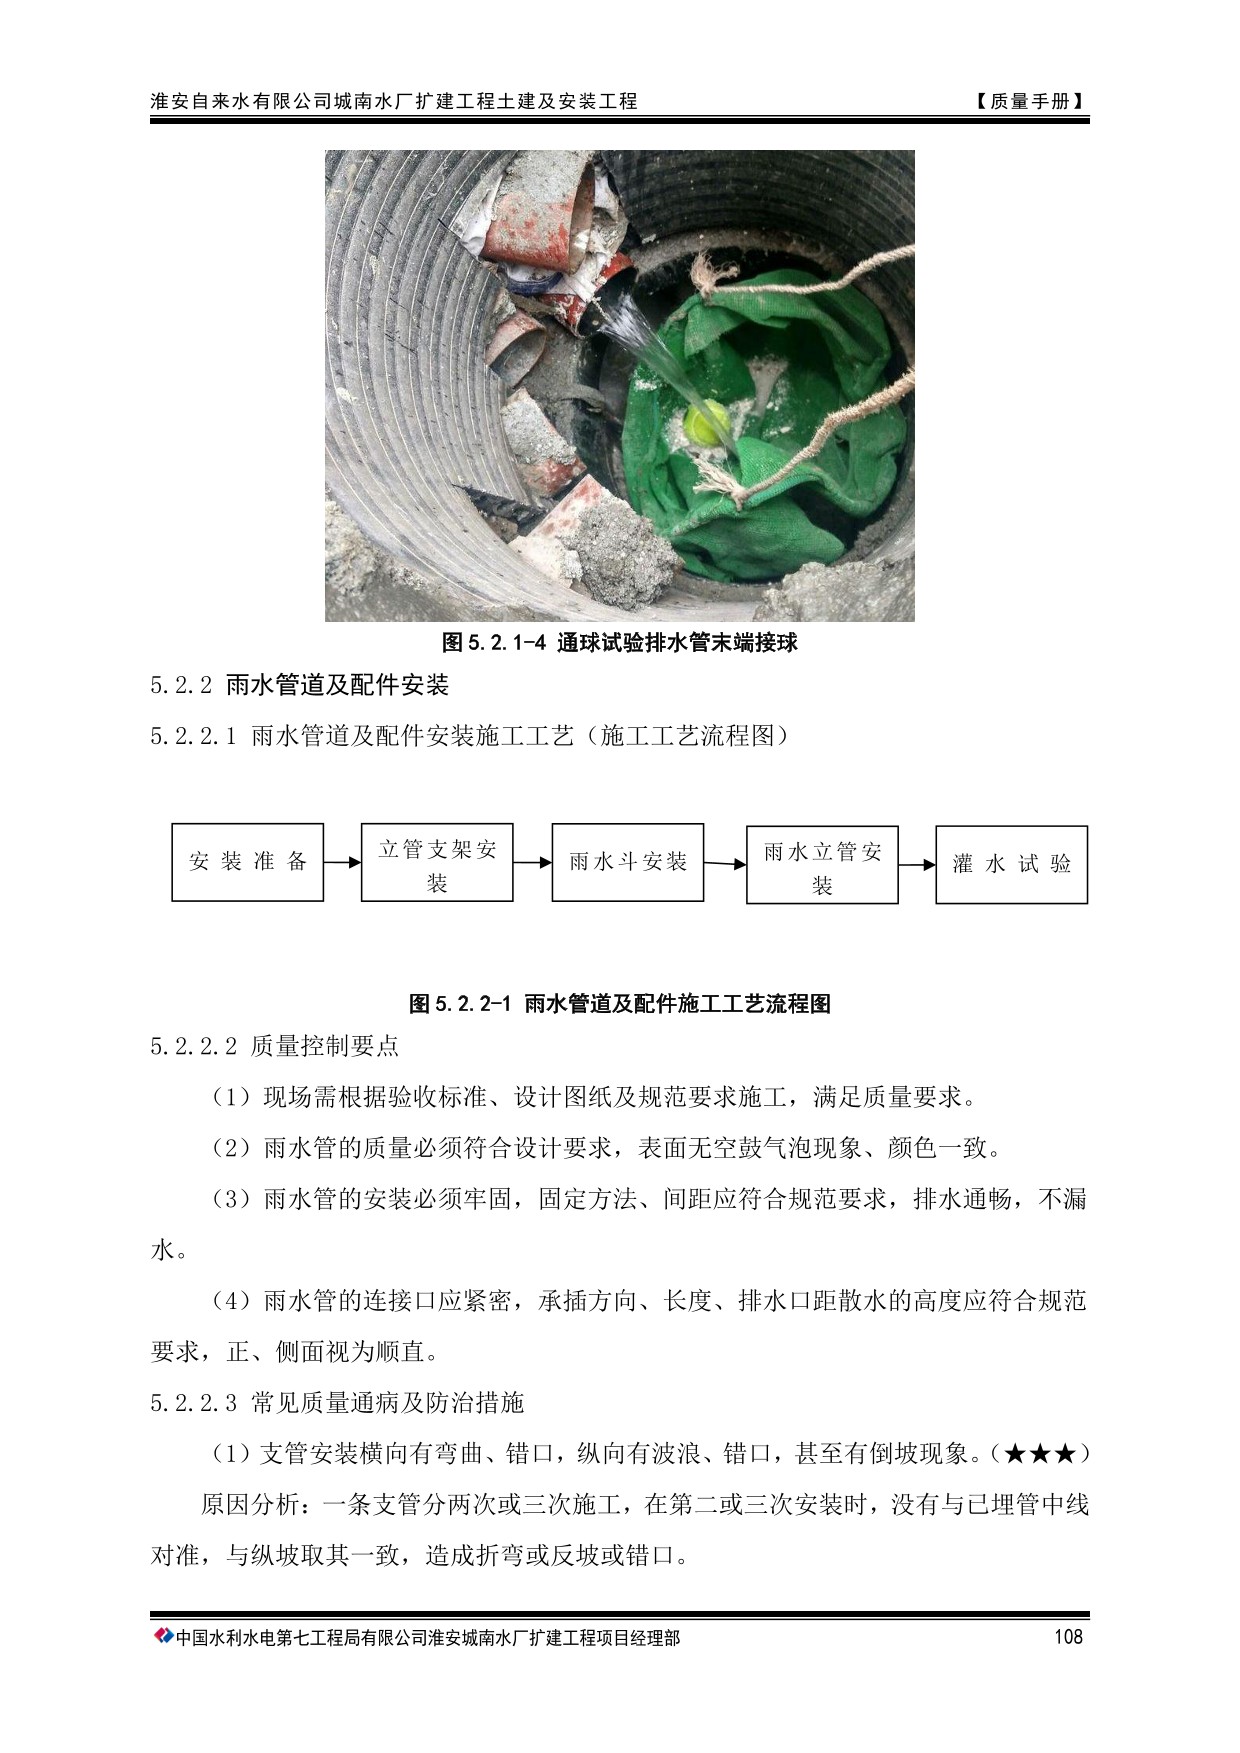 淮安自来水有限公司城南水厂扩建工程土建及安装工程 【质量手册】
图5.2.1-4 通球试验排水管末端接球
5.2.2 雨水管道及配件安装
5.2.2.1 雨水管道及配件安装施工工艺（施工工艺流程图）
安装准备
立管支架安
装
雨水斗安装
雨水立管安
装
灌水试验
图5.2.2-1 雨水管道及配件施工工艺流程图
5.2.2.2 质量控制要点
（1）现场需根据验收标准、设计图纸及规范要求施工，满足质量要求。
（2）雨水管的质量必须符合设计要求，表面无空鼓气泡现象、颜色一致。
（3）雨水管的安装必须牢固，固定方法、间距应符合规范要求，排水通畅，不漏
水。
（4）雨水管的连接口应紧密，承插方向、长度、排水口距散水的高度应符合规范
要求，正、侧面视为顺直。
5.2.2.3 常见质量通病及防治措施
（1）支管安装横向有弯曲、错口，纵向有波浪、错口，甚至有倒坡现象。（★★★）
原因分析：一条支管分两次或三次施工，在第二或三次安装时，没有与已埋管中线
对准，与纵坡取其一致，造成折弯或反坡或错口。
中国水利水电第七工程局有限公司淮安城南水厂扩建工程项目经理部 108